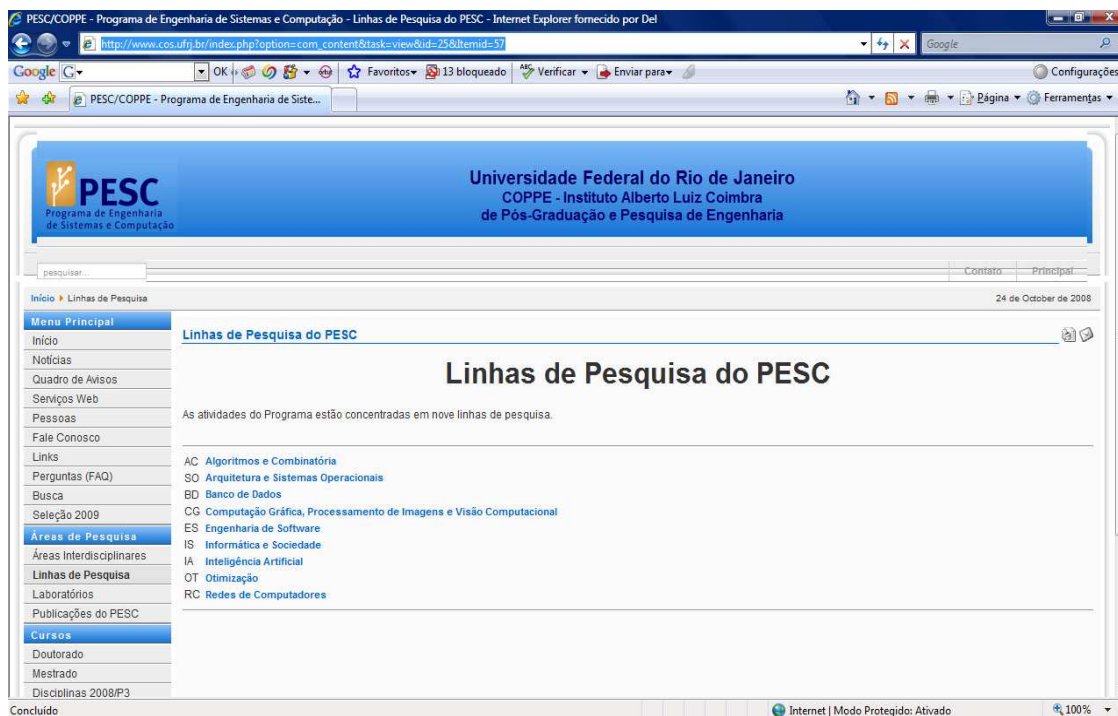 PESC/COPPE - Programa de Engenharia de Sistemas e Computação - Linhas de Pesquisa do PESC - Internet Explorer fornecido por Del
http://www.cos.ufrj.br/index.php?option=com_content&task=view&id=25&Itemid=57
Google
Google G OK Favoritos 13 bloqueado ABC Verificar Enviar para Configurações
PESC/COPPE - Programa de Engenharia de Siste...
Página Ferramentas
PESC
Programa de Engenharia
de Sistemas e Computação
Universidade Federal do Rio de Janeiro
COPPE - Instituto Alberto Luiz Coimbra
de Pós-Graduação e Pesquisa de Engenharia
pesquisar...
Contato Principal
Início Linhas de Pesquisa
24 de October de 2008
Menu Principal
Início
Notícias
Quadro de Avisos
Serviços Web
Pessoas
Fale Conosco
Links
Perguntas (FAQ)
Busca
Seleção 2009
Áreas de Pesquisa
Áreas Interdisciplinares
Linhas de Pesquisa
Laboratórios
Publicações do PESC
Cursos
Doutorado
Mestrado
Disciplinas 2008/P3
Linhas de Pesquisa do PESC
Linhas de Pesquisa do PESC
As atividades do Programa estão concentradas em nove linhas de pesquisa.
AC Algoritmos e Combinatória
SO Arquitetura e Sistemas Operacionais
BD Banco de Dados
CG Computação Gráfica, Processamento de Imagens e Visão Computacional
ES Engenharia de Software
IS Informática e Sociedade
IA Inteligência Artificial
OT Otimização
RC Redes de Computadores
Concluído
Internet | Modo Protegido: Ativado
100%